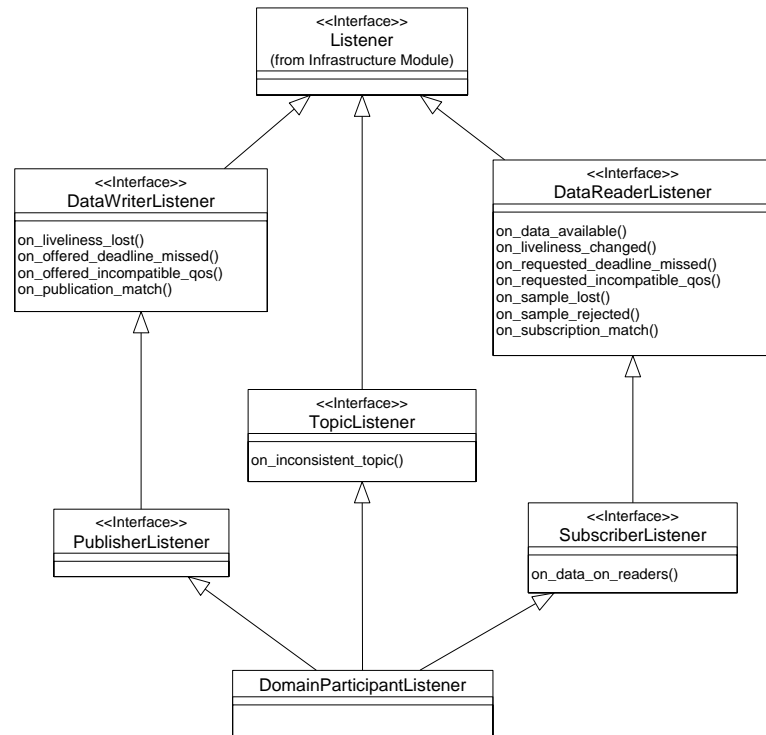 <<Interface>>
Listener
(from Infrastructure Module)
<<Interface>>
DataWriterListener
on_liveliness_lost()
on_offered_deadline_missed()
on_offered_incompatible_qos()
on_publication_match()
<<Interface>>
DataReaderListener
on_data_available()
on_liveliness_changed()
on_requested_deadline_missed()
on_requested_incompatible_qos()
on_sample_lost()
on_sample_rejected()
on_subscription_match()
<<Interface>>
TopicListener
on_inconsistent_topic()
<<Interface>>
PublisherListener
<<Interface>>
SubscriberListener
on_data_on_readers()
DomainParticipantListener